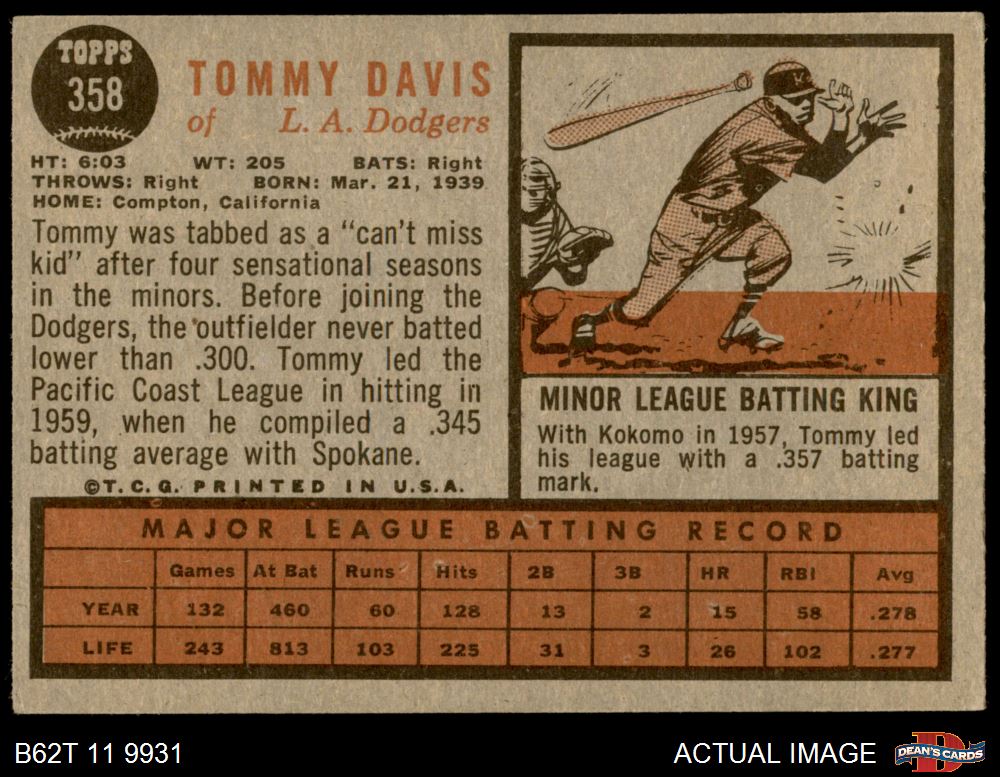 TOPPS
358
TOMMY DAVIS
of L. A. Dodgers
HT: 6:03 WT: 205 BATS: Right
THROWS: Right BORN: Mar. 21, 1939
HOME: Compton, California
Tommy was tabbed as a “can't miss
kid” after four sensational seasons
in the minors. Before joining the
Dodgers, the outfielder never batted
lower than .300. Tommy led the
Pacific Coast League in hitting in
1959, when he compiled a .345
batting average with Spokane.
©T. C. G. PRINTED IN U.S.A.
K
MINOR LEAGUE BATTING KING
With Kokomo in 1957, Tommy led
his league with a .357 batting
mark.
MAJOR LEAGUE BATTING RECORD
Games At Bat Runs Hits 2B 3B HR RBI Avg
YEAR 132 460 60 128 13 2 15 58 .278
LIFE 243 813 103 225 31 3 26 102 .277
B62T 11 9931
ACTUAL IMAGE
D
DEAN'S CARDS